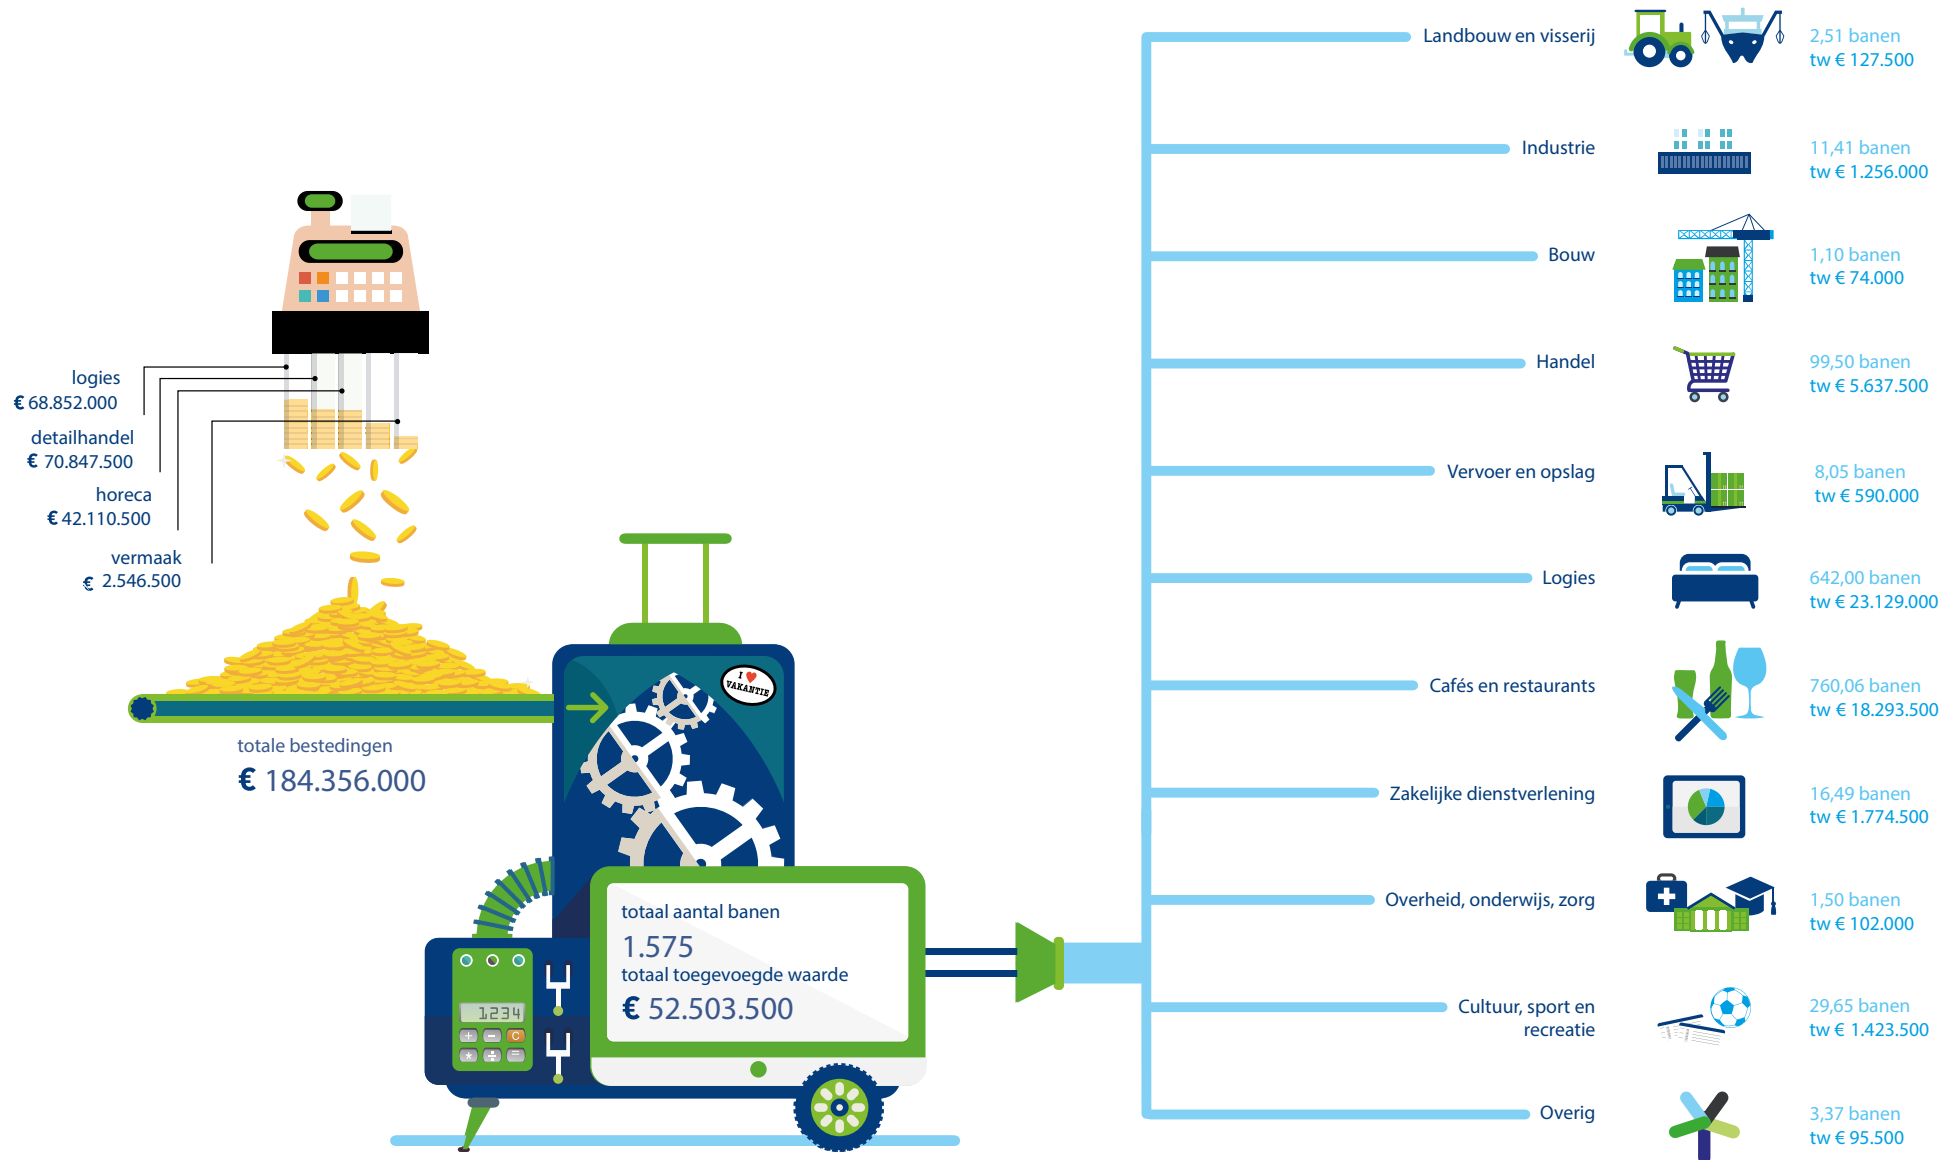 logies
€ 68.852.000
detailhandel
€ 70.847.500
horeca
€ 42.110.500
vermaak
€ 2.546.500
totale bestedingen
€ 184.356.000
I ❤
VAKANTIE
1234
+ - C
* ÷ =
totaal aantal banen
1.575
totaal toegevoegde waarde
€ 52.503.500
Landbouw en visserij
2,51 banen
tw € 127.500
Industrie
11,41 banen
tw € 1.256.000
Bouw
1,10 banen
tw € 74.000
Handel
99,50 banen
tw € 5.637.500
Vervoer en opslag
8,05 banen
tw € 590.000
Logies
642,00 banen
tw € 23.129.000
Cafés en restaurants
760,06 banen
tw € 18.293.500
Zakelijke dienstverlening
16,49 banen
tw € 1.774.500
Overheid, onderwijs, zorg
1,50 banen
tw € 102.000
Cultuur, sport en
recreatie
29,65 banen
tw € 1.423.500
Overig
3,37 banen
tw € 95.500